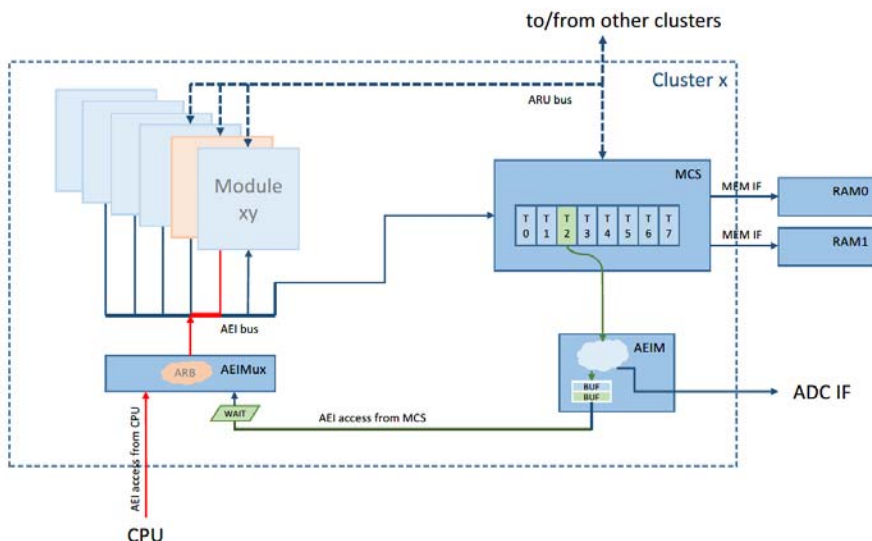 to/from other clusters
Cluster x
ARU bus
Module
xy
MCS
MEM IF
RAM0
T T T T T T T T
0 1 2 3 4 5 6 7
MEM IF
RAM1
AEI bus
AEIM
ARB
AEIMux
BUF
BUF
ADC IF
WAIT
AEI access from MCS
AEI access from CPU
CPU